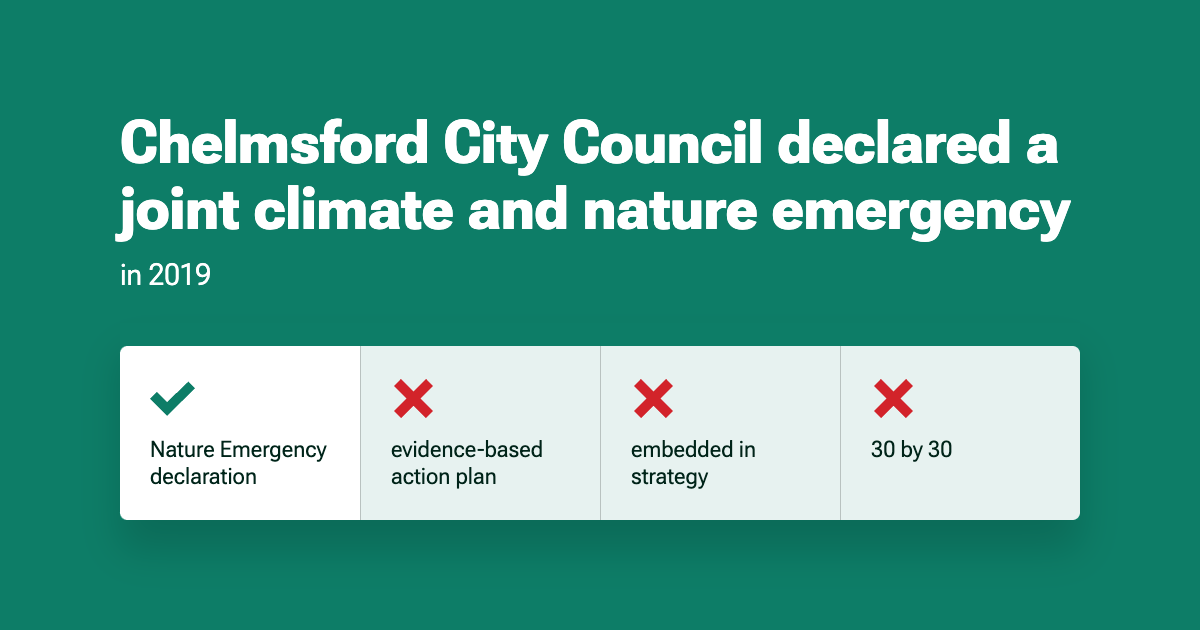 Chelmsford City Council declared a
joint climate and nature emergency
in 2019
Nature Emergency
declaration
evidence-based
action plan
embedded in
strategy
30 by 30